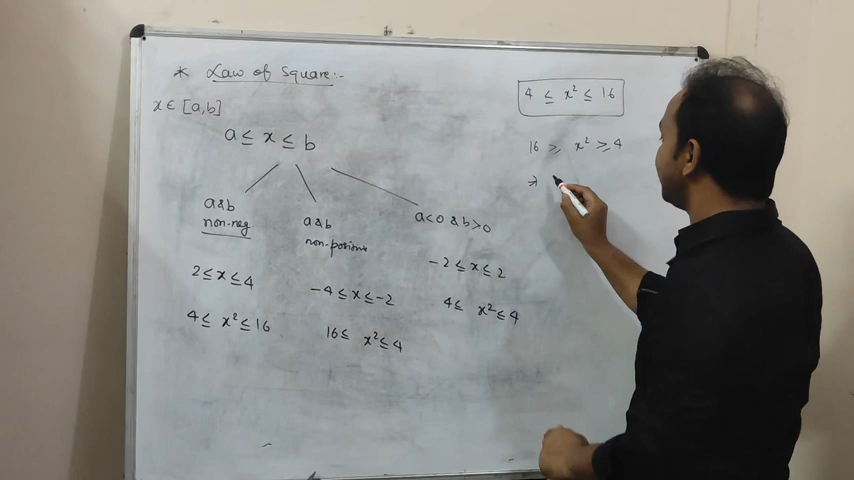 * Law of Square:-
x ∈ [a,b]
a ≤ x ≤ b
a & b
non-neg
2 ≤ x ≤ 4
4 ≤ x² ≤ 16
a & b
non-positive
-4 ≤ x ≤ -2
16 ≤ x² ≤ 4
a < 0 & b > 0
-2 ≤ x ≤ 2
4 ≤ x² ≤ 4
4 ≤ x² ≤ 16
16 ≥ x² ≥ 4
⇒